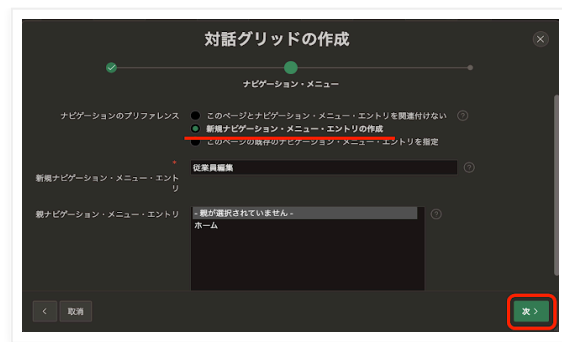 対話グリッドの作成
ナビゲーション・メニュー
ナビゲーションのプリファレンス
このページとナビゲーション・メニュー・エントリを関連付けない
新規ナビゲーション・メニュー・エントリの作成
このページの既存のナビゲーション・メニュー・エントリを指定
新規ナビゲーション・メニュー・エント
リ
従業員編集
親ナビゲーション・メニュー・エントリ
- 親が選択されていません -
ホーム
取消
次